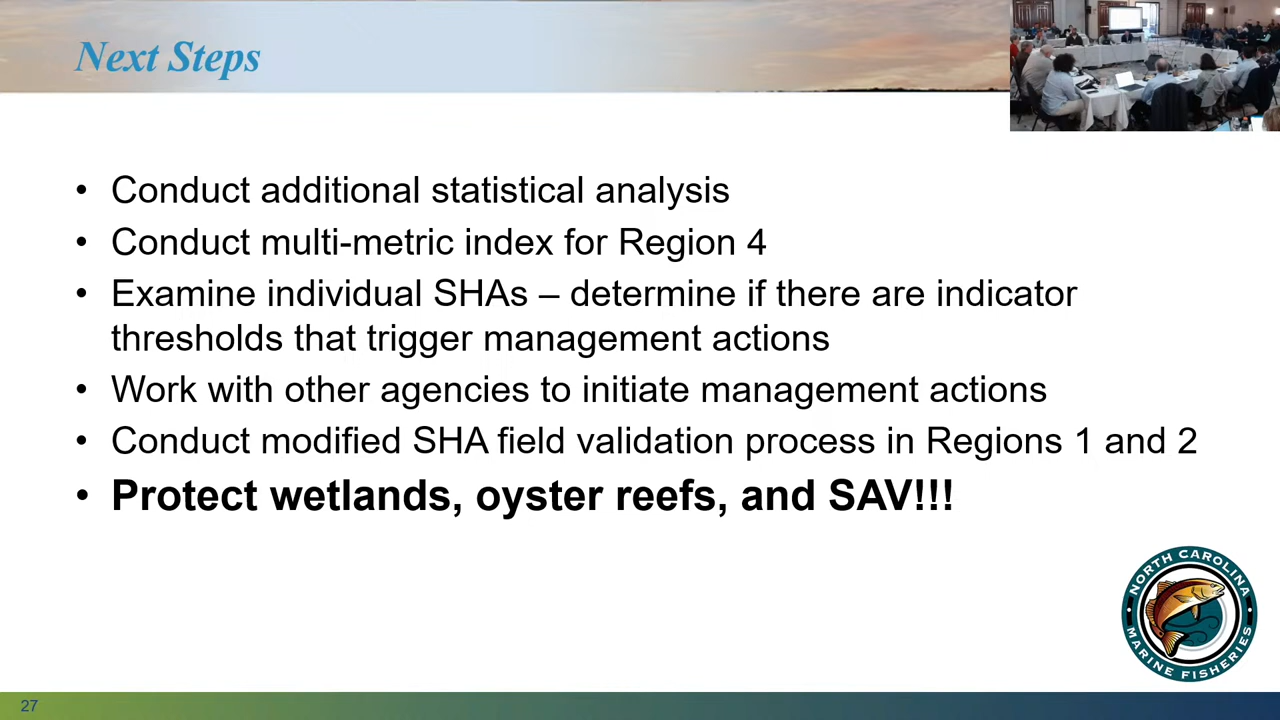 Next Steps
• Conduct additional statistical analysis
• Conduct multi-metric index for Region 4
• Examine individual SHAs – determine if there are indicator
thresholds that trigger management actions
• Work with other agencies to initiate management actions
• Conduct modified SHA field validation process in Regions 1 and 2
• Protect wetlands, oyster reefs, and SAV!!!
NORTH CAROLINA
MARINE FISHERIES
27